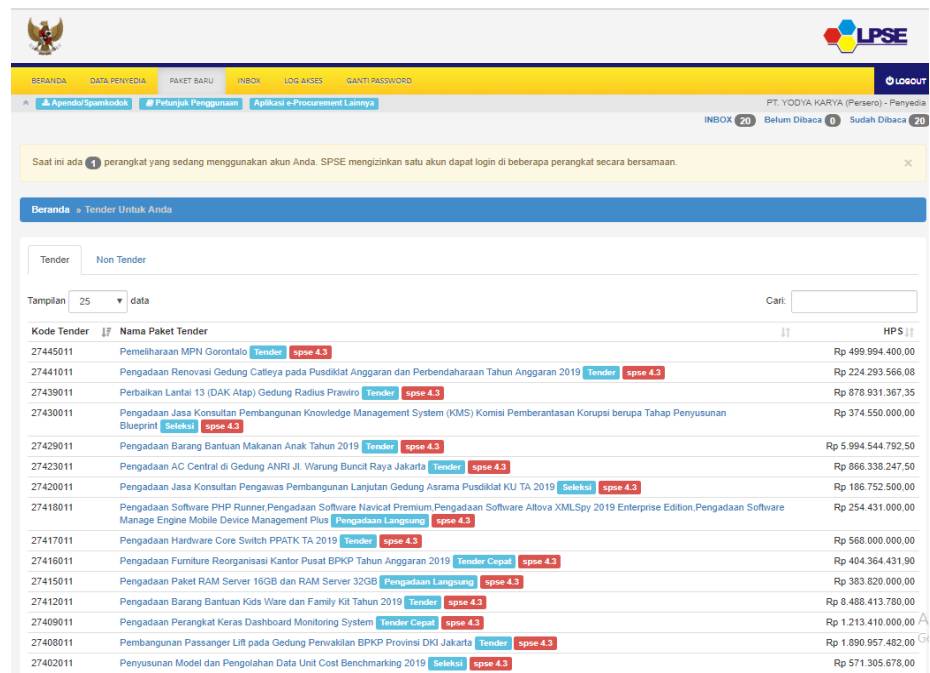 LPSE
BERANDA DATA PENYEDIA PAKET BARU INBOX LOG AKSES GANTI PASSWORD LOGOUT
Apendo/Spamkodok Petunjuk Penggunaan Aplikasi e-Procurement Lainnya PT. YODYA KARYA (Persero) - Penyedia
INBOX 20 Belum Dibaca 0 Sudah Dibaca 20
Saat ini ada 1 perangkat yang sedang menggunakan akun Anda. SPSE mengizinkan satu akun dapat login di beberapa perangkat secara bersamaan. ×
Beranda » Tender Untuk Anda
Tender Non Tender
Tampilan 25 data Cari:
Kode Tender Nama Paket Tender HPS
27445011 Pemeliharaan MPN Gorontalo Tender spse 4.3 Rp 499.994.400,00
27441011 Pengadaan Renovasi Gedung Catleya pada Pusdiklat Anggaran dan Perbendaharaan Tahun Anggaran 2019 Tender spse 4.3 Rp 224.293.566,08
27439011 Perbaikan Lantai 13 (DAK Atap) Gedung Radius Prawiro Tender spse 4.3 Rp 878.931.367,35
27430011 Pengadaan Jasa Konsultan Pembangunan Knowledge Management System (KMS) Komisi Pemberantasan Korupsi berupa Tahap Penyusunan Rp 374.550.000,00
Blueprint Seleksi spse 4.3
27429011 Pengadaan Barang Bantuan Makanan Anak Tahun 2019 Tender spse 4.3 Rp 5.994.544.792,50
27423011 Pengadaan AC Central di Gedung ANRI Jl. Warung Buncit Raya Jakarta Tender spse 4.3 Rp 866.338.247,50
27420011 Pengadaan Jasa Konsultan Pengawas Pembangunan Lanjutan Gedung Asrama Pusdiklat KU TA 2019 Seleksi spse 4.3 Rp 186.752.500,00
27418011 Pengadaan Software PHP Runner,Pengadaan Software Navicat Premium,Pengadaan Software Altova XMLSpy 2019 Enterprise Edition,Pengadaan Software Rp 254.431.000,00
Manage Engine Mobile Device Management Plus Pengadaan Langsung spse 4.3
27417011 Pengadaan Hardware Core Switch PPATK TA 2019 Tender spse 4.3 Rp 568.000.000,00
27416011 Pengadaan Furniture Reorganisasi Kantor Pusat BPKP Tahun Anggaran 2019 Tender Cepat spse 4.3 Rp 404.364.431,90
27415011 Pengadaan Paket RAM Server 16GB dan RAM Server 32GB Pengadaan Langsung spse 4.3 Rp 383.820.000,00
27412011 Pengadaan Barang Bantuan Kids Ware dan Family Kit Tahun 2019 Tender spse 4.3 Rp 8.488.413.780,00
27409011 Pengadaan Perangkat Keras Dashboard Monitoring System Tender Cepat spse 4.3 Rp 1.213.410.000,00
27408011 Pembangunan Passanger Lift pada Gedung Perwakilan BPKP Provinsi DKI Jakarta Tender spse 4.3 Rp 1.890.957.482,00
27402011 Penyusunan Model dan Pengolahan Data Unit Cost Benchmarking 2019 Seleksi spse 4.3 Rp 571.305.678,00